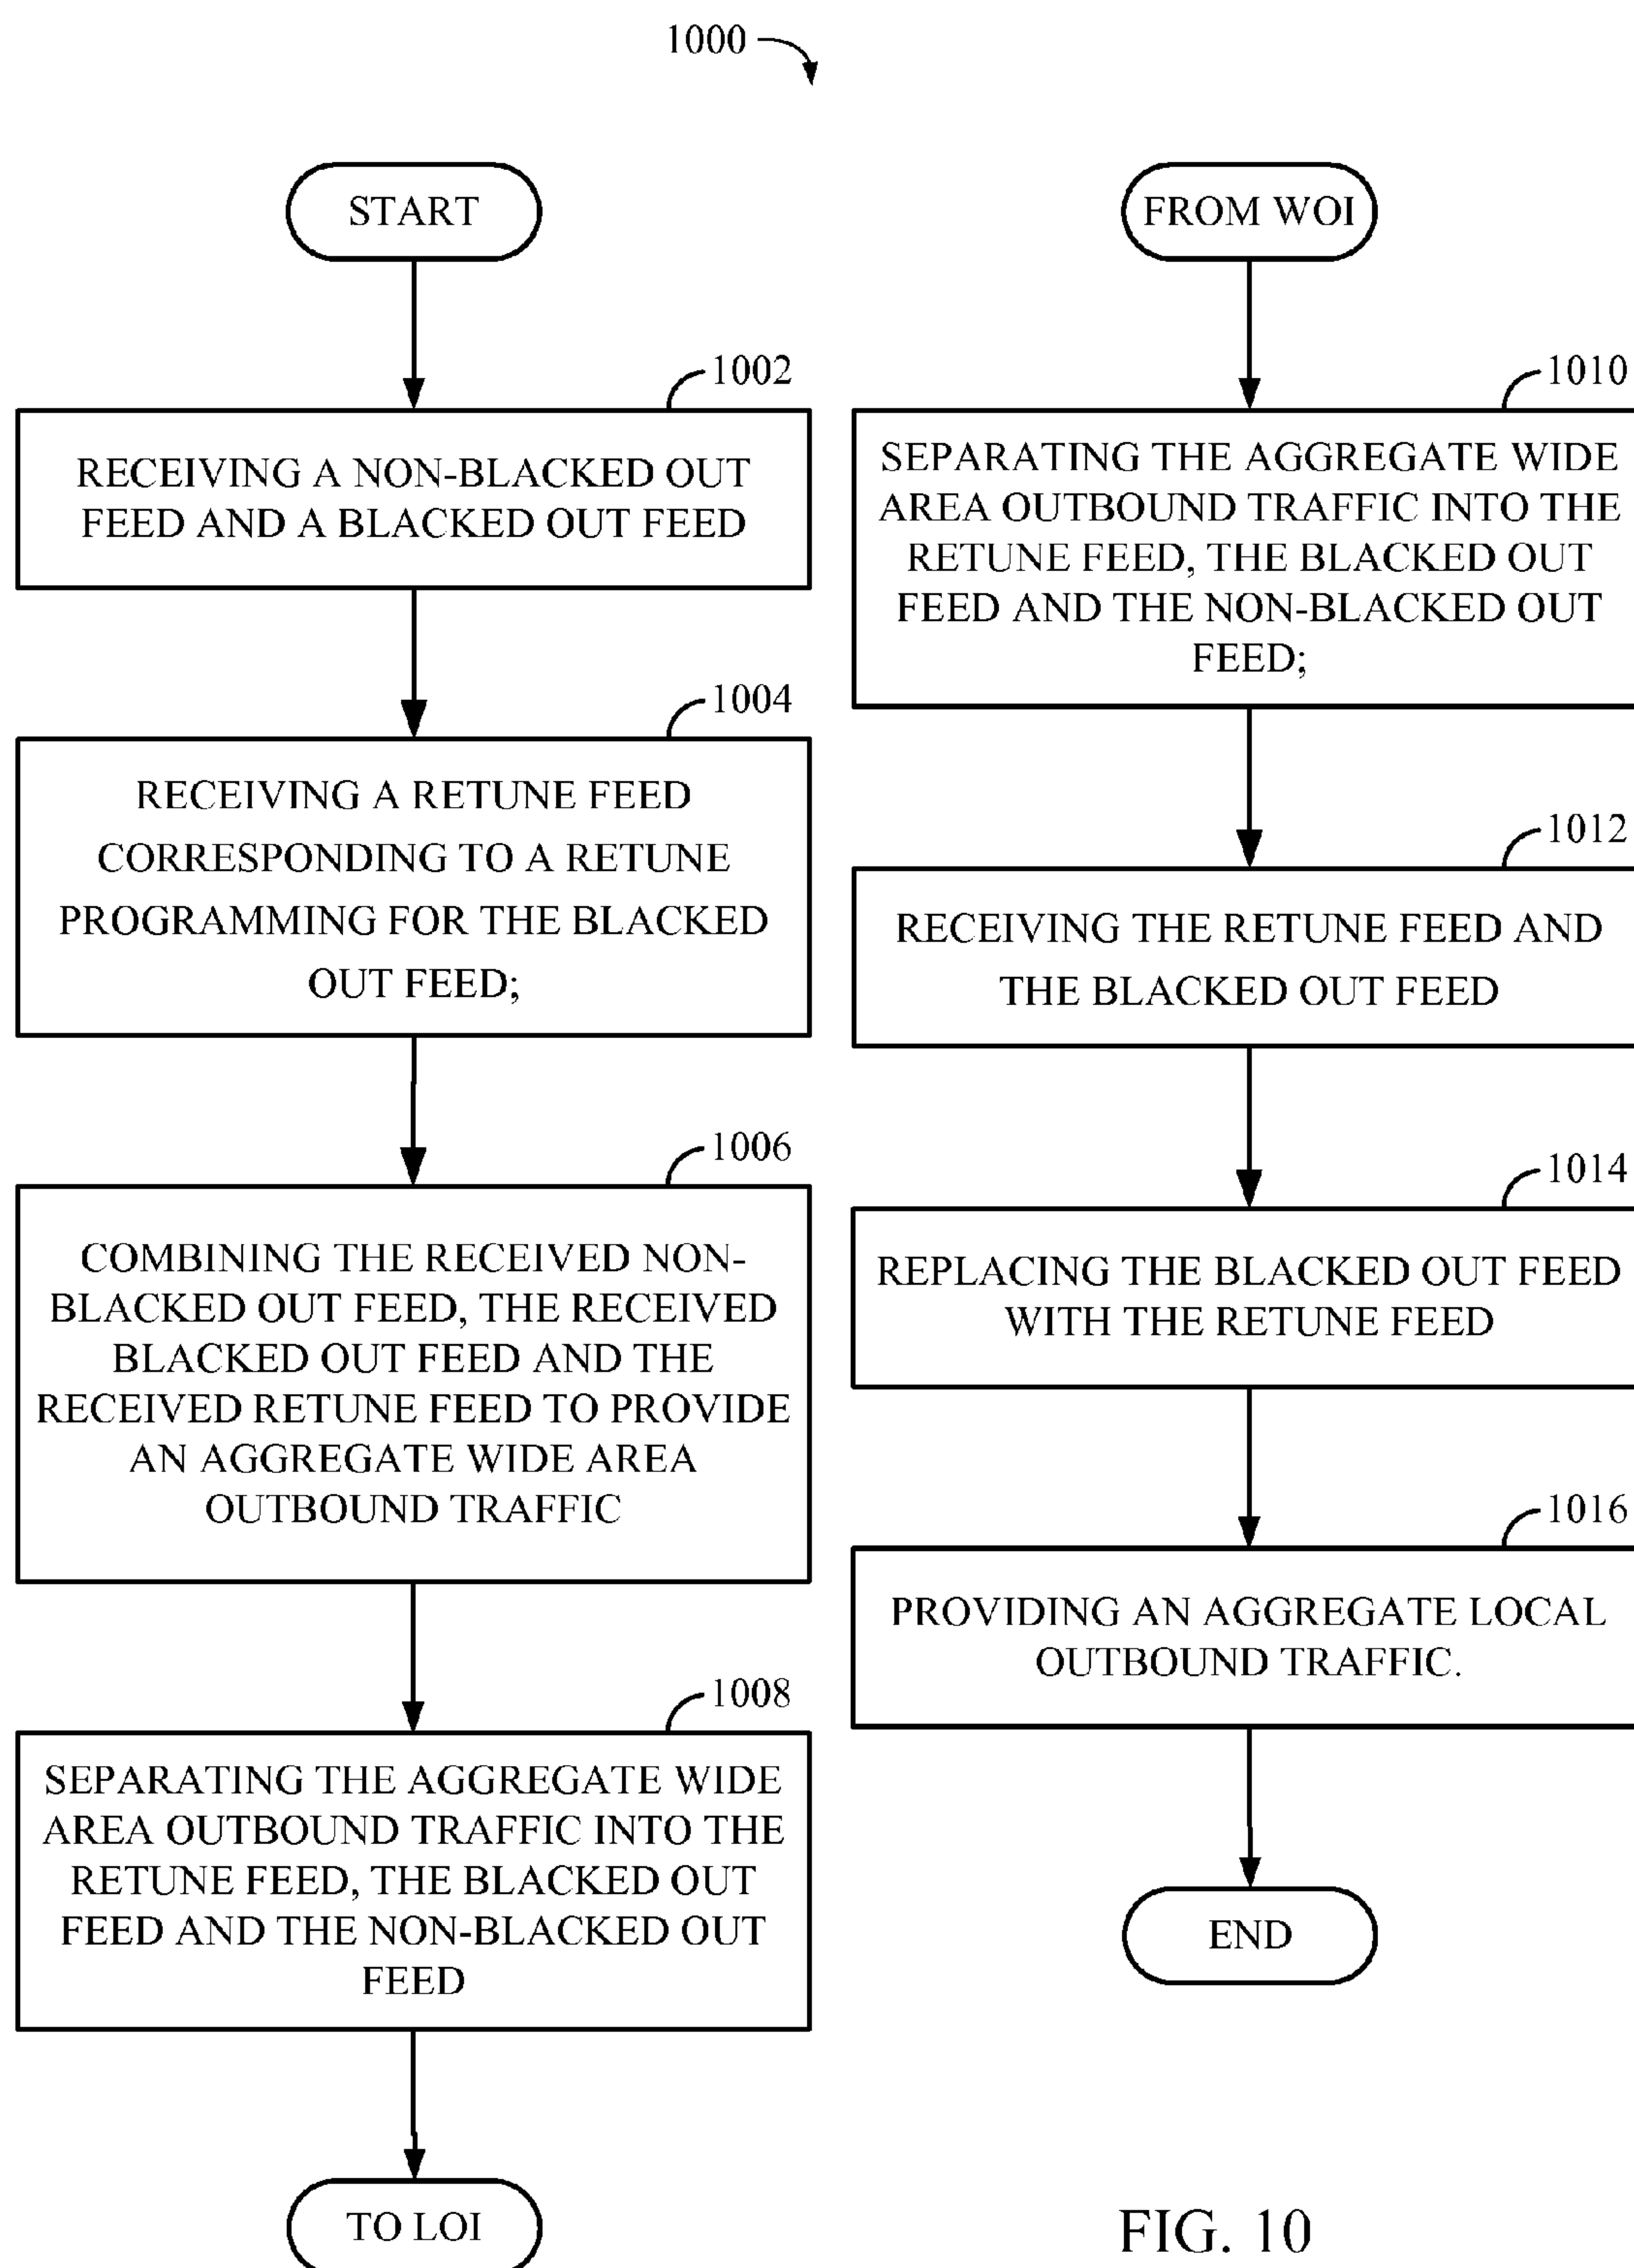 1000
START
1002
RECEIVING A NON-BLACKED OUT
FEED AND A BLACKED OUT FEED
1004
RECEIVING A RETUNE FEED
CORRESPONDING TO A RETUNE
PROGRAMMING FOR THE BLACKED
OUT FEED;
1006
COMBINING THE RECEIVED NON-
BLACKED OUT FEED, THE RECEIVED
BLACKED OUT FEED AND THE
RECEIVED RETUNE FEED TO PROVIDE
AN AGGREGATE WIDE AREA
OUTBOUND TRAFFIC
1008
SEPARATING THE AGGREGATE WIDE
AREA OUTBOUND TRAFFIC INTO THE
RETUNE FEED, THE BLACKED OUT
FEED AND THE NON-BLACKED OUT
FEED
TO LOI
FROM WOI
1010
SEPARATING THE AGGREGATE WIDE
AREA OUTBOUND TRAFFIC INTO THE
RETUNE FEED, THE BLACKED OUT
FEED AND THE NON-BLACKED OUT
FEED;
1012
RECEIVING THE RETUNE FEED AND
THE BLACKED OUT FEED
1014
REPLACING THE BLACKED OUT FEED
WITH THE RETUNE FEED
1016
PROVIDING AN AGGREGATE LOCAL
OUTBOUND TRAFFIC.
END
FIG. 10